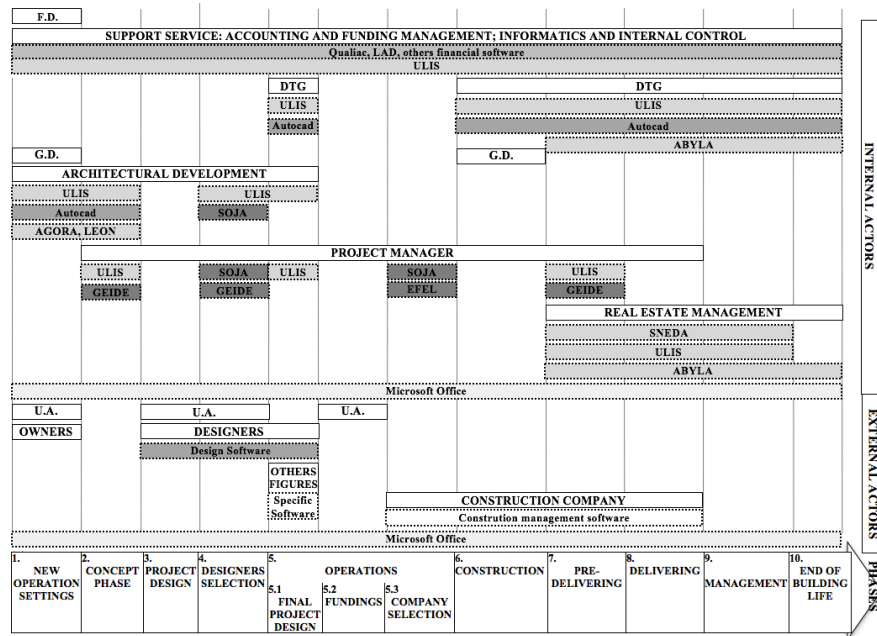 F.D.
SUPPORT SERVICE: ACCOUNTING AND FUNDING MANAGEMENT; INFORMATICS AND INTERNAL CONTROL
Qualiac, LAD, others financial software
ULIS
DTG
DTG
ULIS
ULIS
Autocad
Autocad
ABYLA
G.D.
G.D.
ARCHITECTURAL DEVELOPMENT
ULIS
ULIS
Autocad
SOJA
AGORA, LEON
PROJECT MANAGER
ULIS
SOJA
ULIS
SOJA
ULIS
GEIDE
GEIDE
EFEL
GEIDE
REAL ESTATE MANAGEMENT
SNEDA
ULIS
ABYLA
Microsoft Office
INTERNAL ACTORS
U.A.
U.A.
U.A.
OWNERS
DESIGNERS
Design Software
OTHERS
FIGURES
Specific
Software
CONSTRUCTION COMPANY
Constrution management software
Microsoft Office
EXTERNAL ACTORS
1.
NEW
OPERATION
SETTINGS
2.
CONCEPT
PHASE
3.
PROJECT
DESIGN
4.
DESIGNERS
SELECTION
5.
OPERATIONS
5.1
FINAL
PROJECT
DESIGN
5.2
FUNDINGS
5.3
COMPANY
SELECTION
6.
CONSTRUCTION
7.
PRE-
DELIVERING
8.
DELIVERING
9.
MANAGEMENT
10.
END OF
BUILDING
LIFE
PHASES